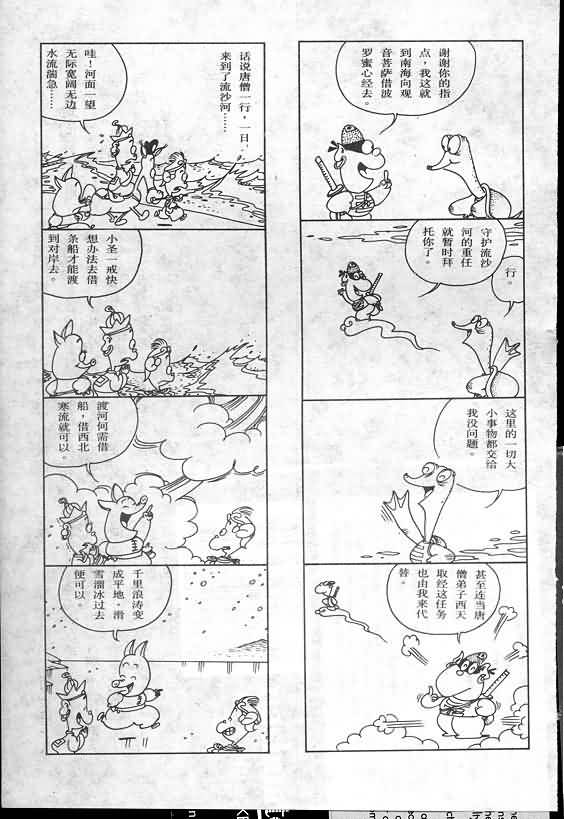 谢谢你的指
点，我这就
到南海向观
音菩萨借波
罗蜜心经去。
守护流沙
河的重任
就暂时拜
托你了。
行。
这里的一切大
小事物都交给
我没问题。
甚至连当唐
僧弟子西天
取经这任务
也由我来代
替。
话说唐僧一行，一日，
来到了流沙河……
哇！河面一望
无际宽阔无边
水流湍急……
小圣一戒快
想办法去借
条船才能渡
到对岸去。
渡河何需借
船，借西北
寒流就可以。
千里浪涛变
成平地．滑
雪溜冰过去
便可以。